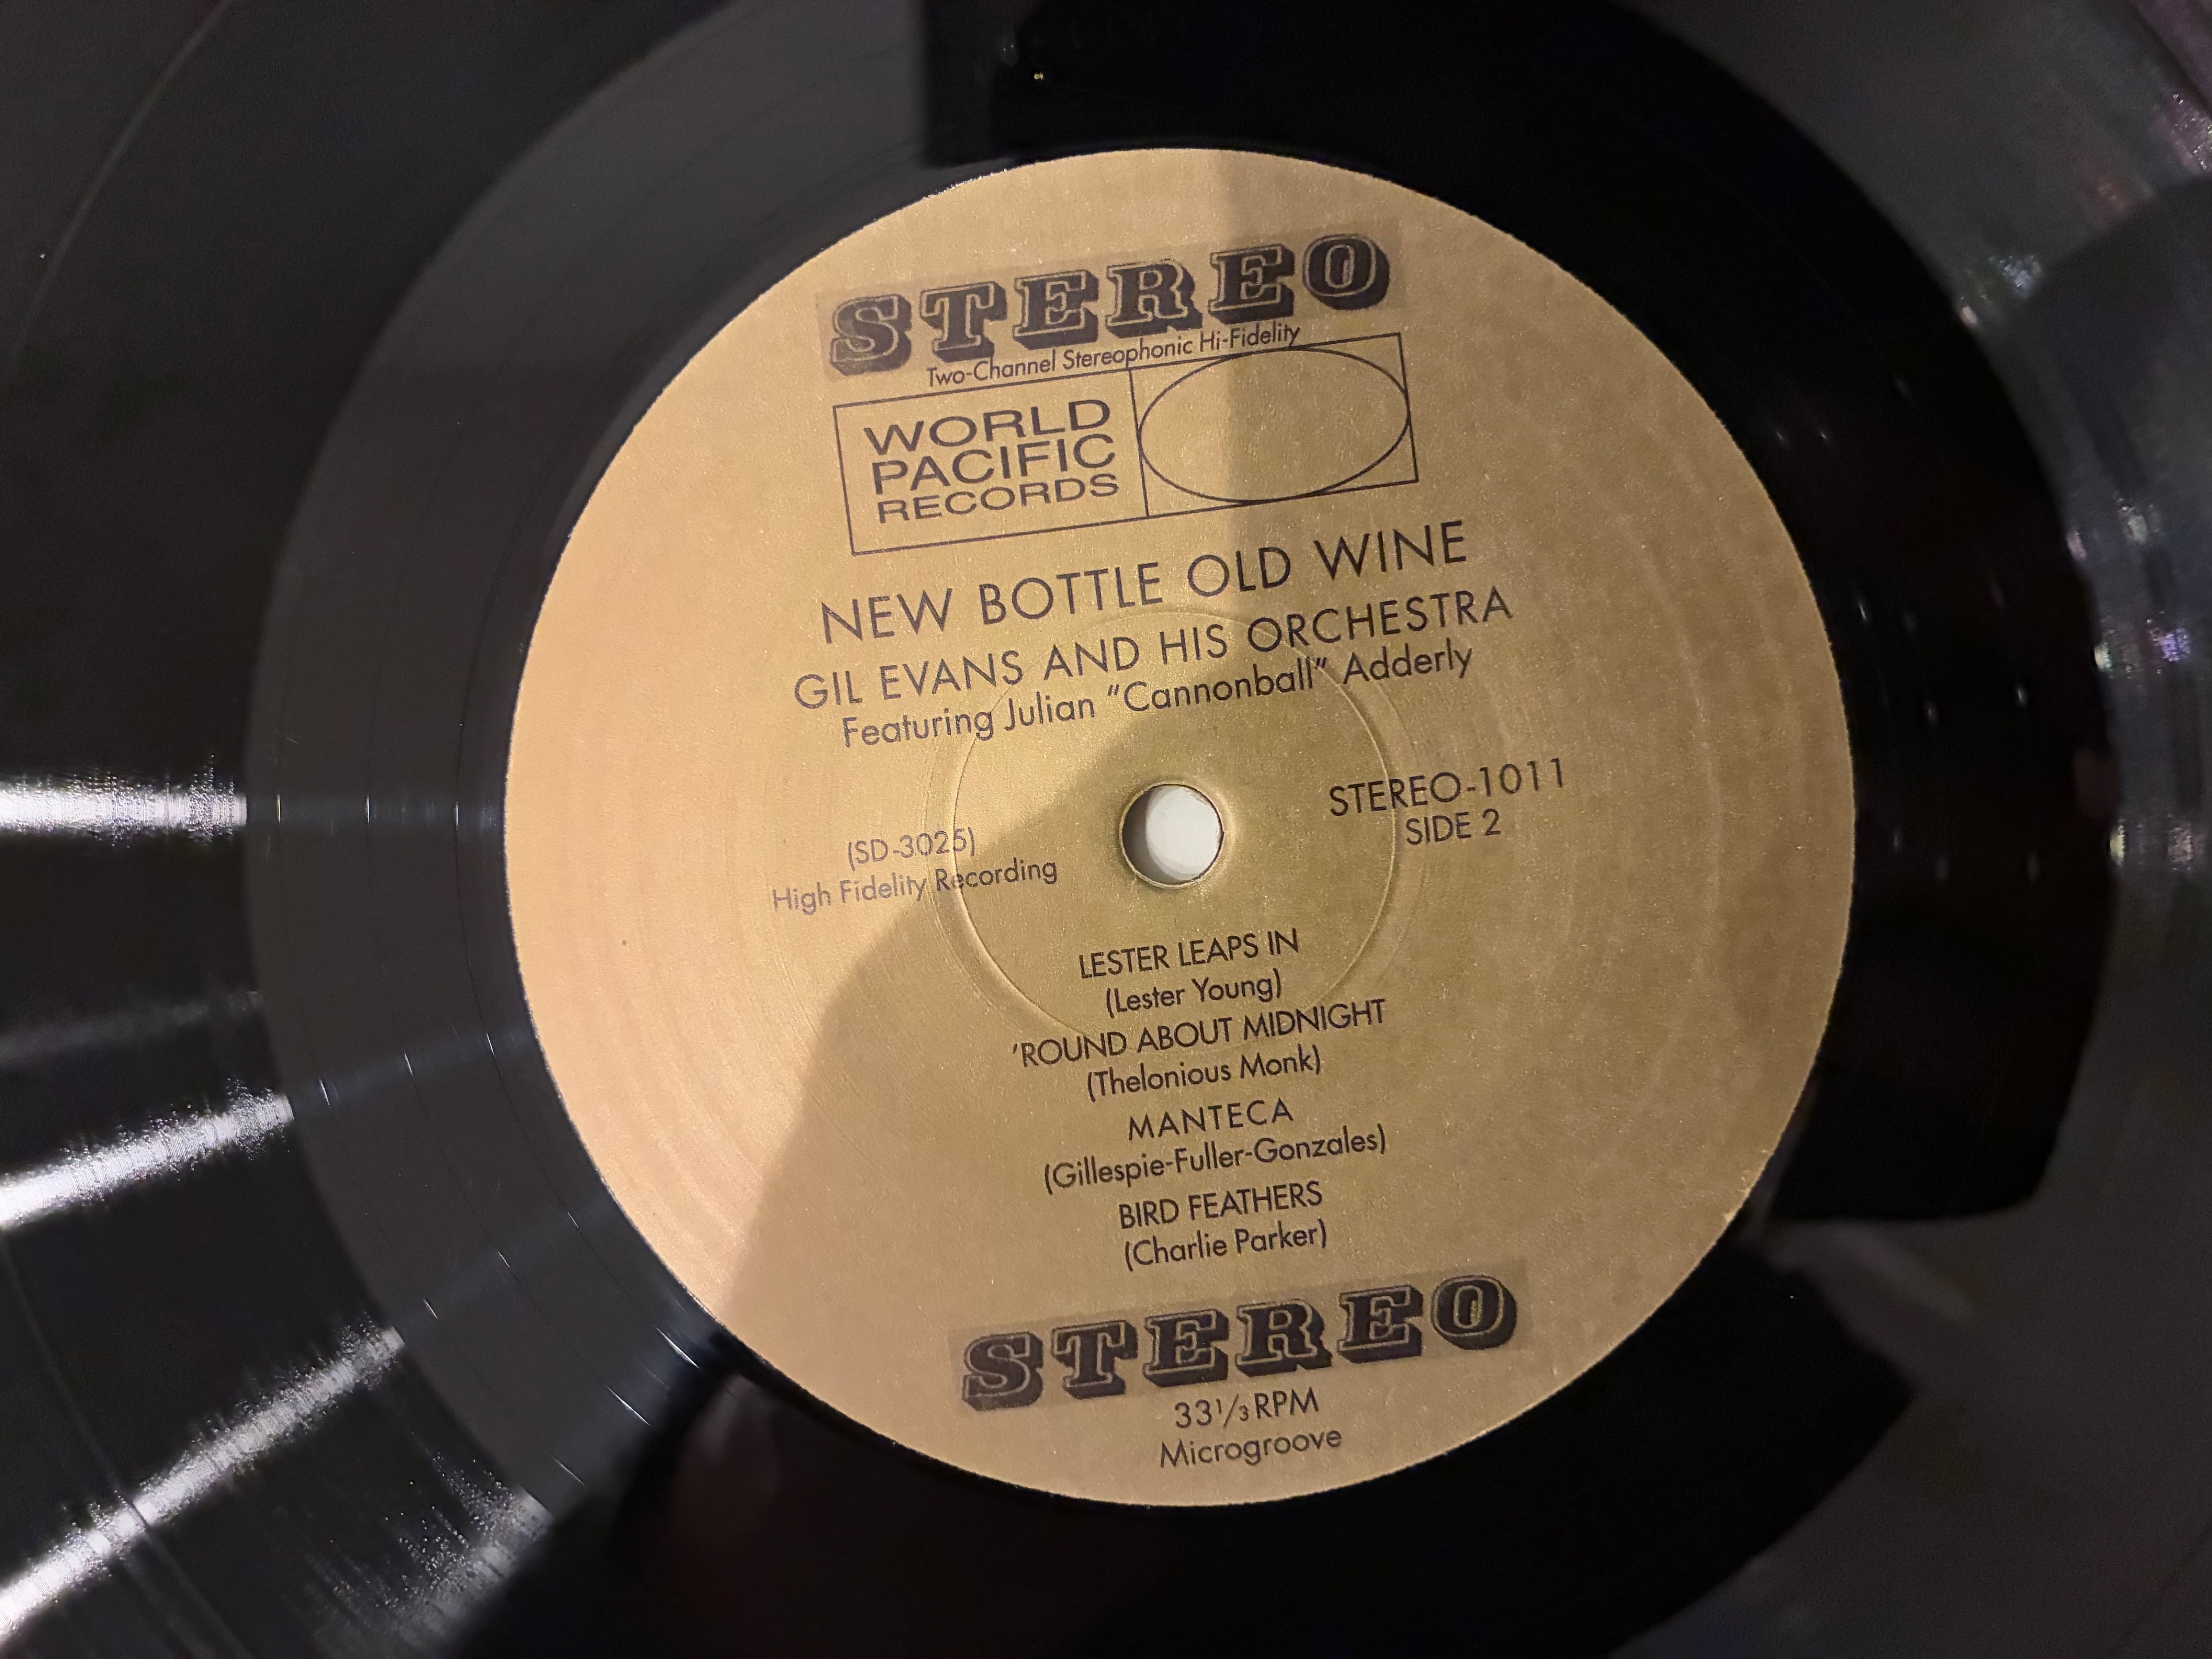 STEREO
Two-Channel Stereophonic Hi-Fidelity
WORLD
PACIFIC
RECORDS
NEW BOTTLE OLD WINE
GIL EVANS AND HIS ORCHESTRA
Featuring Julian “Cannonball” Adderly
STEREO-1011
SIDE 2
(SD-3025)
High Fidelity Recording
LESTER LEAPS IN
(Lester Young)
’ROUND ABOUT MIDNIGHT
(Thelonious Monk)
MANTECA
(Gillespie-Fuller-Gonzales)
BIRD FEATHERS
(Charlie Parker)
STEREO
33 1/3 RPM
Microgroove